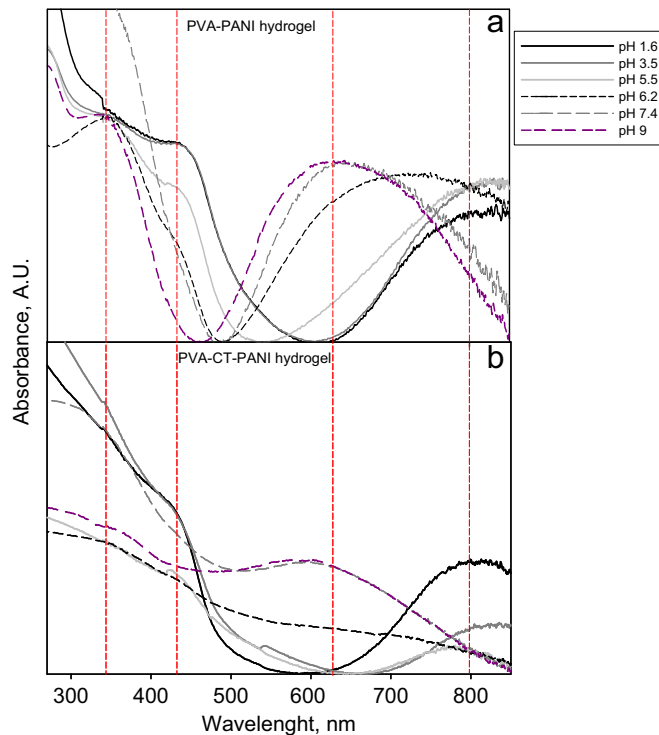 PVA-PANI hydrogel
a
pH 1.6
pH 3.5
pH 5.5
pH 6.2
pH 7.4
pH 9
Absorbance, A.U.
PVA-CT-PANI hydrogel
b
300 400 500 600 700 800
Wavelenght, nm